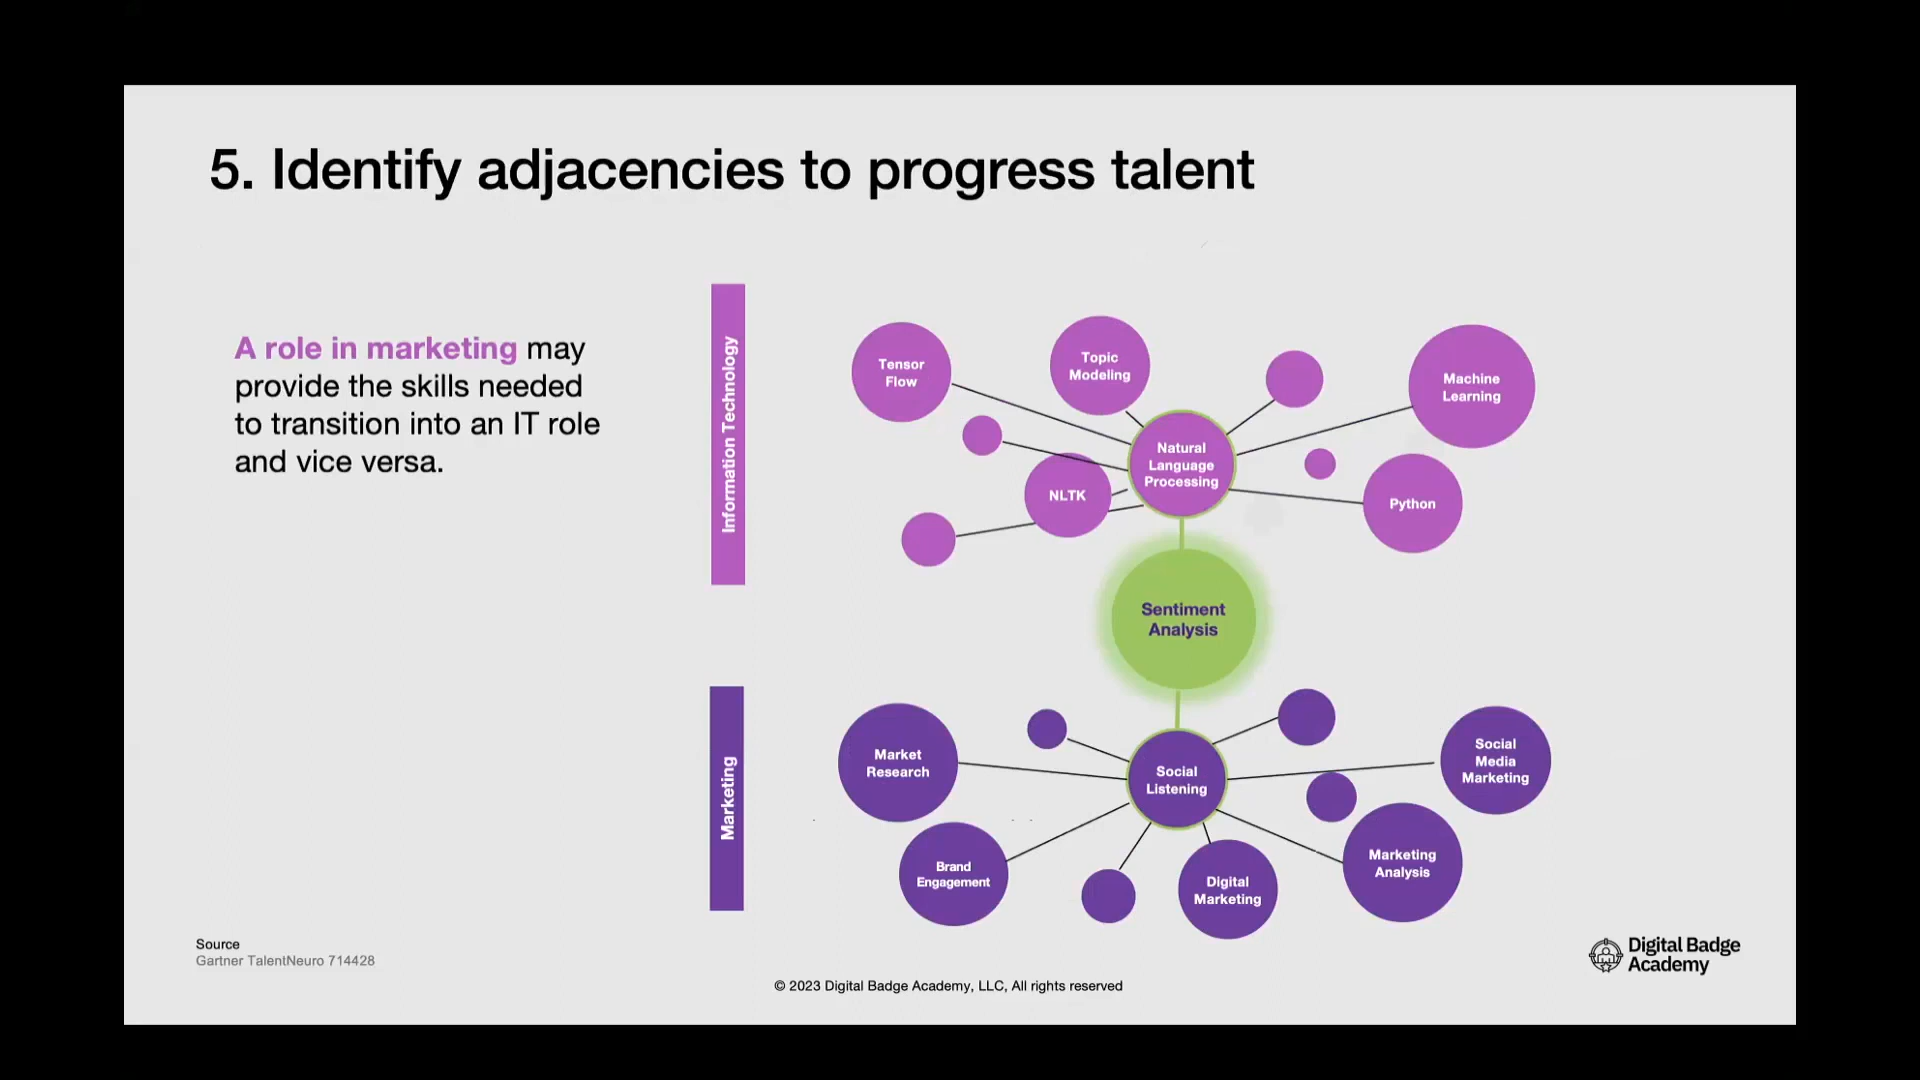 5. Identify adjacencies to progress talent
A role in marketing may
provide the skills needed
to transition into an IT role
and vice versa.
Information Technology
Tensor
Flow
Topic
Modeling
Machine
Learning
Natural
Language
Processing
NLTK
Python
Sentiment
Analysis
Marketing
Market
Research
Social
Listening
Social
Media
Marketing
Brand
Engagement
Digital
Marketing
Marketing
Analysis
Source
Gartner TalentNeuro 714428
© 2023 Digital Badge Academy, LLC, All rights reserved
Digital Badge
Academy